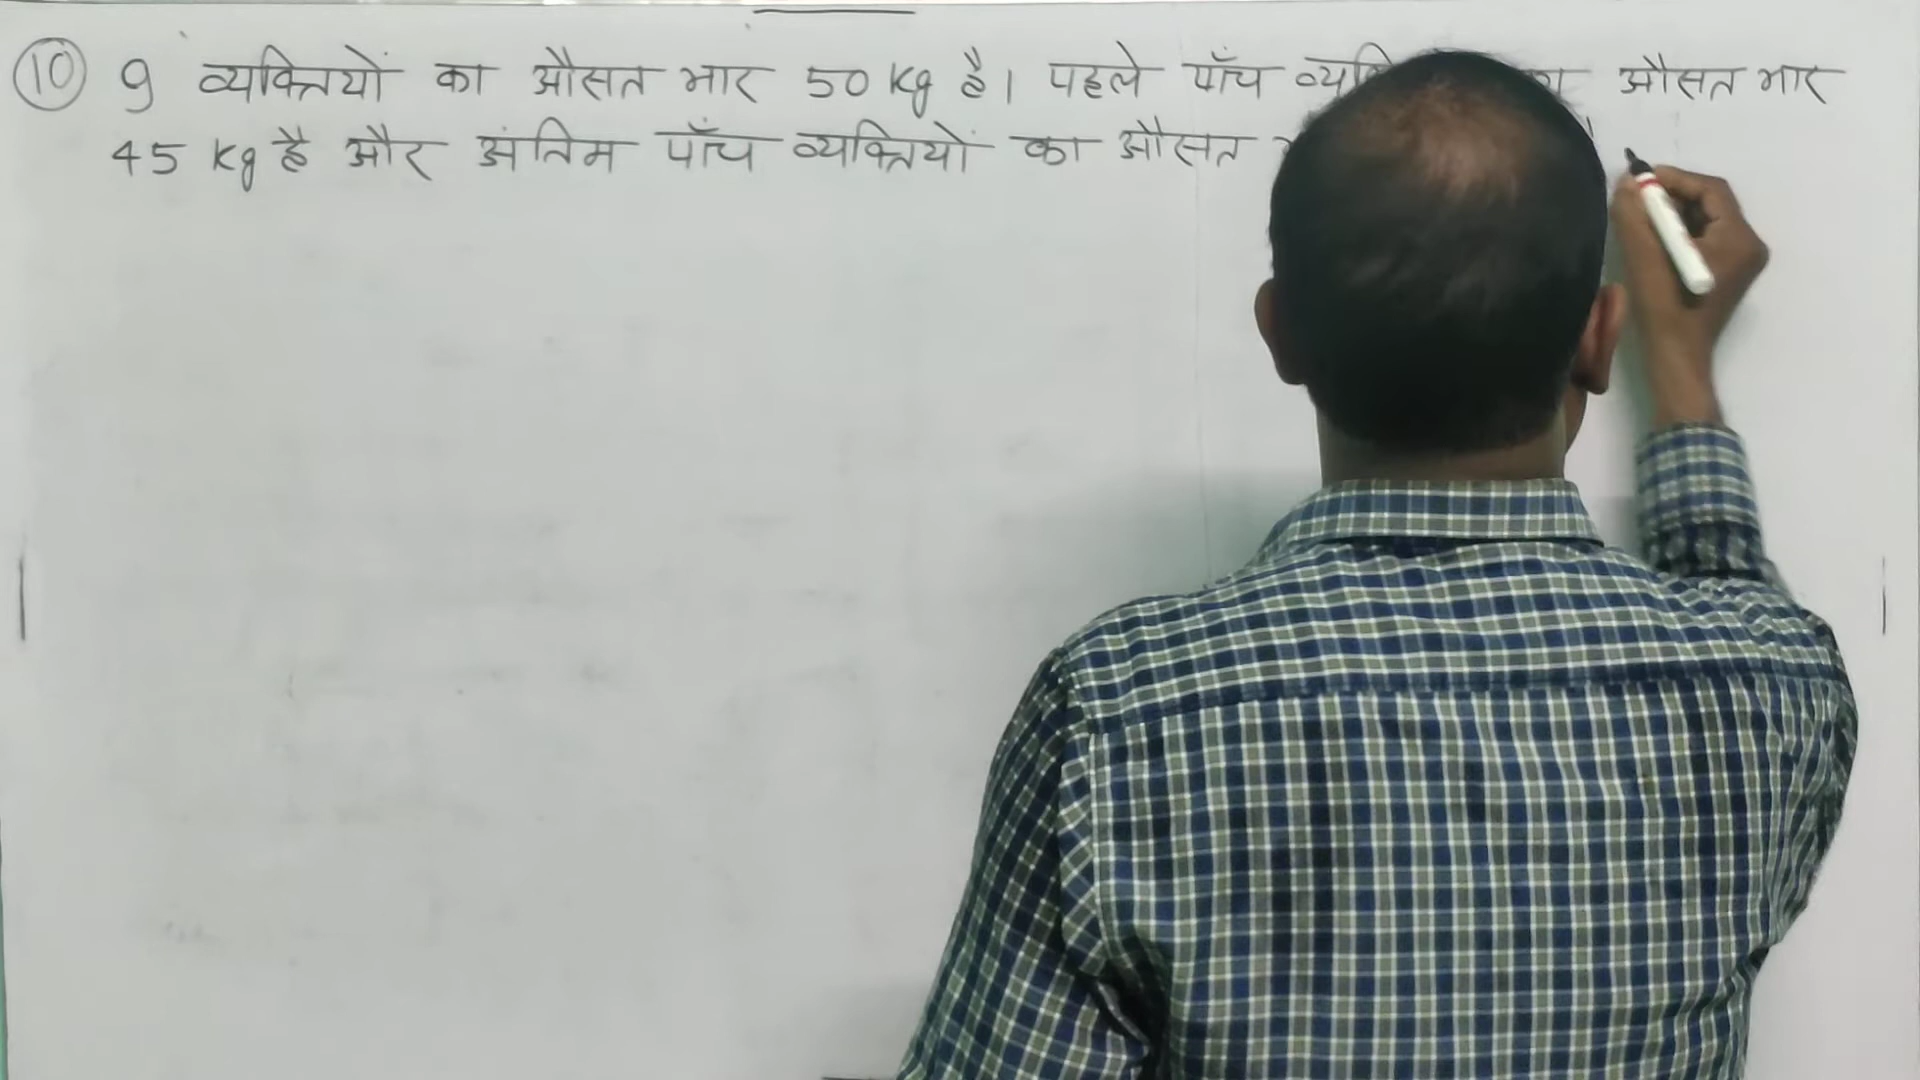 10 9 व्यक्तियों का औसत भार 50 kg है। पहले पाँच का औसत भार
45 kg है और अंतिम पाँच व्यक्तियों का औसत